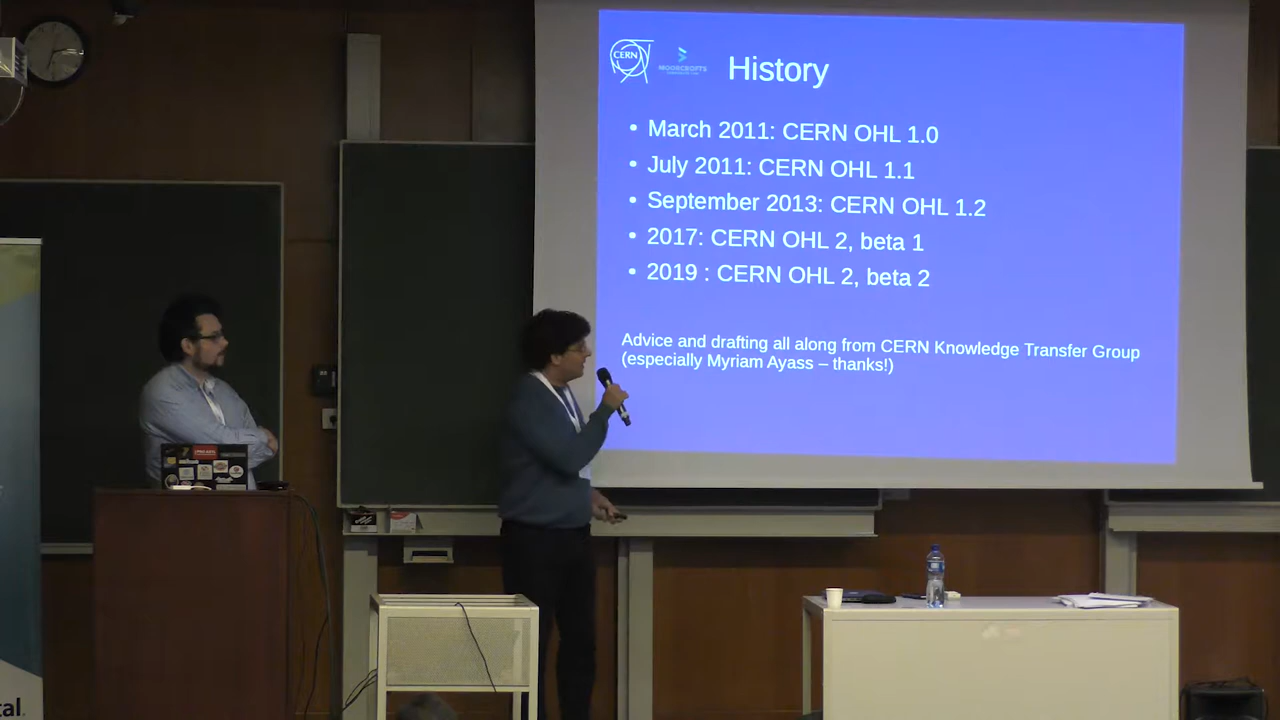 CERN
MOORCROFTS
History
• March 2011: CERN OHL 1.0
• July 2011: CERN OHL 1.1
• September 2013: CERN OHL 1.2
• 2017: CERN OHL 2, beta 1
• 2019 : CERN OHL 2, beta 2
Advice and drafting all along from CERN Knowledge Transfer Group
(especially Myriam Ayass – thanks!)
tal.